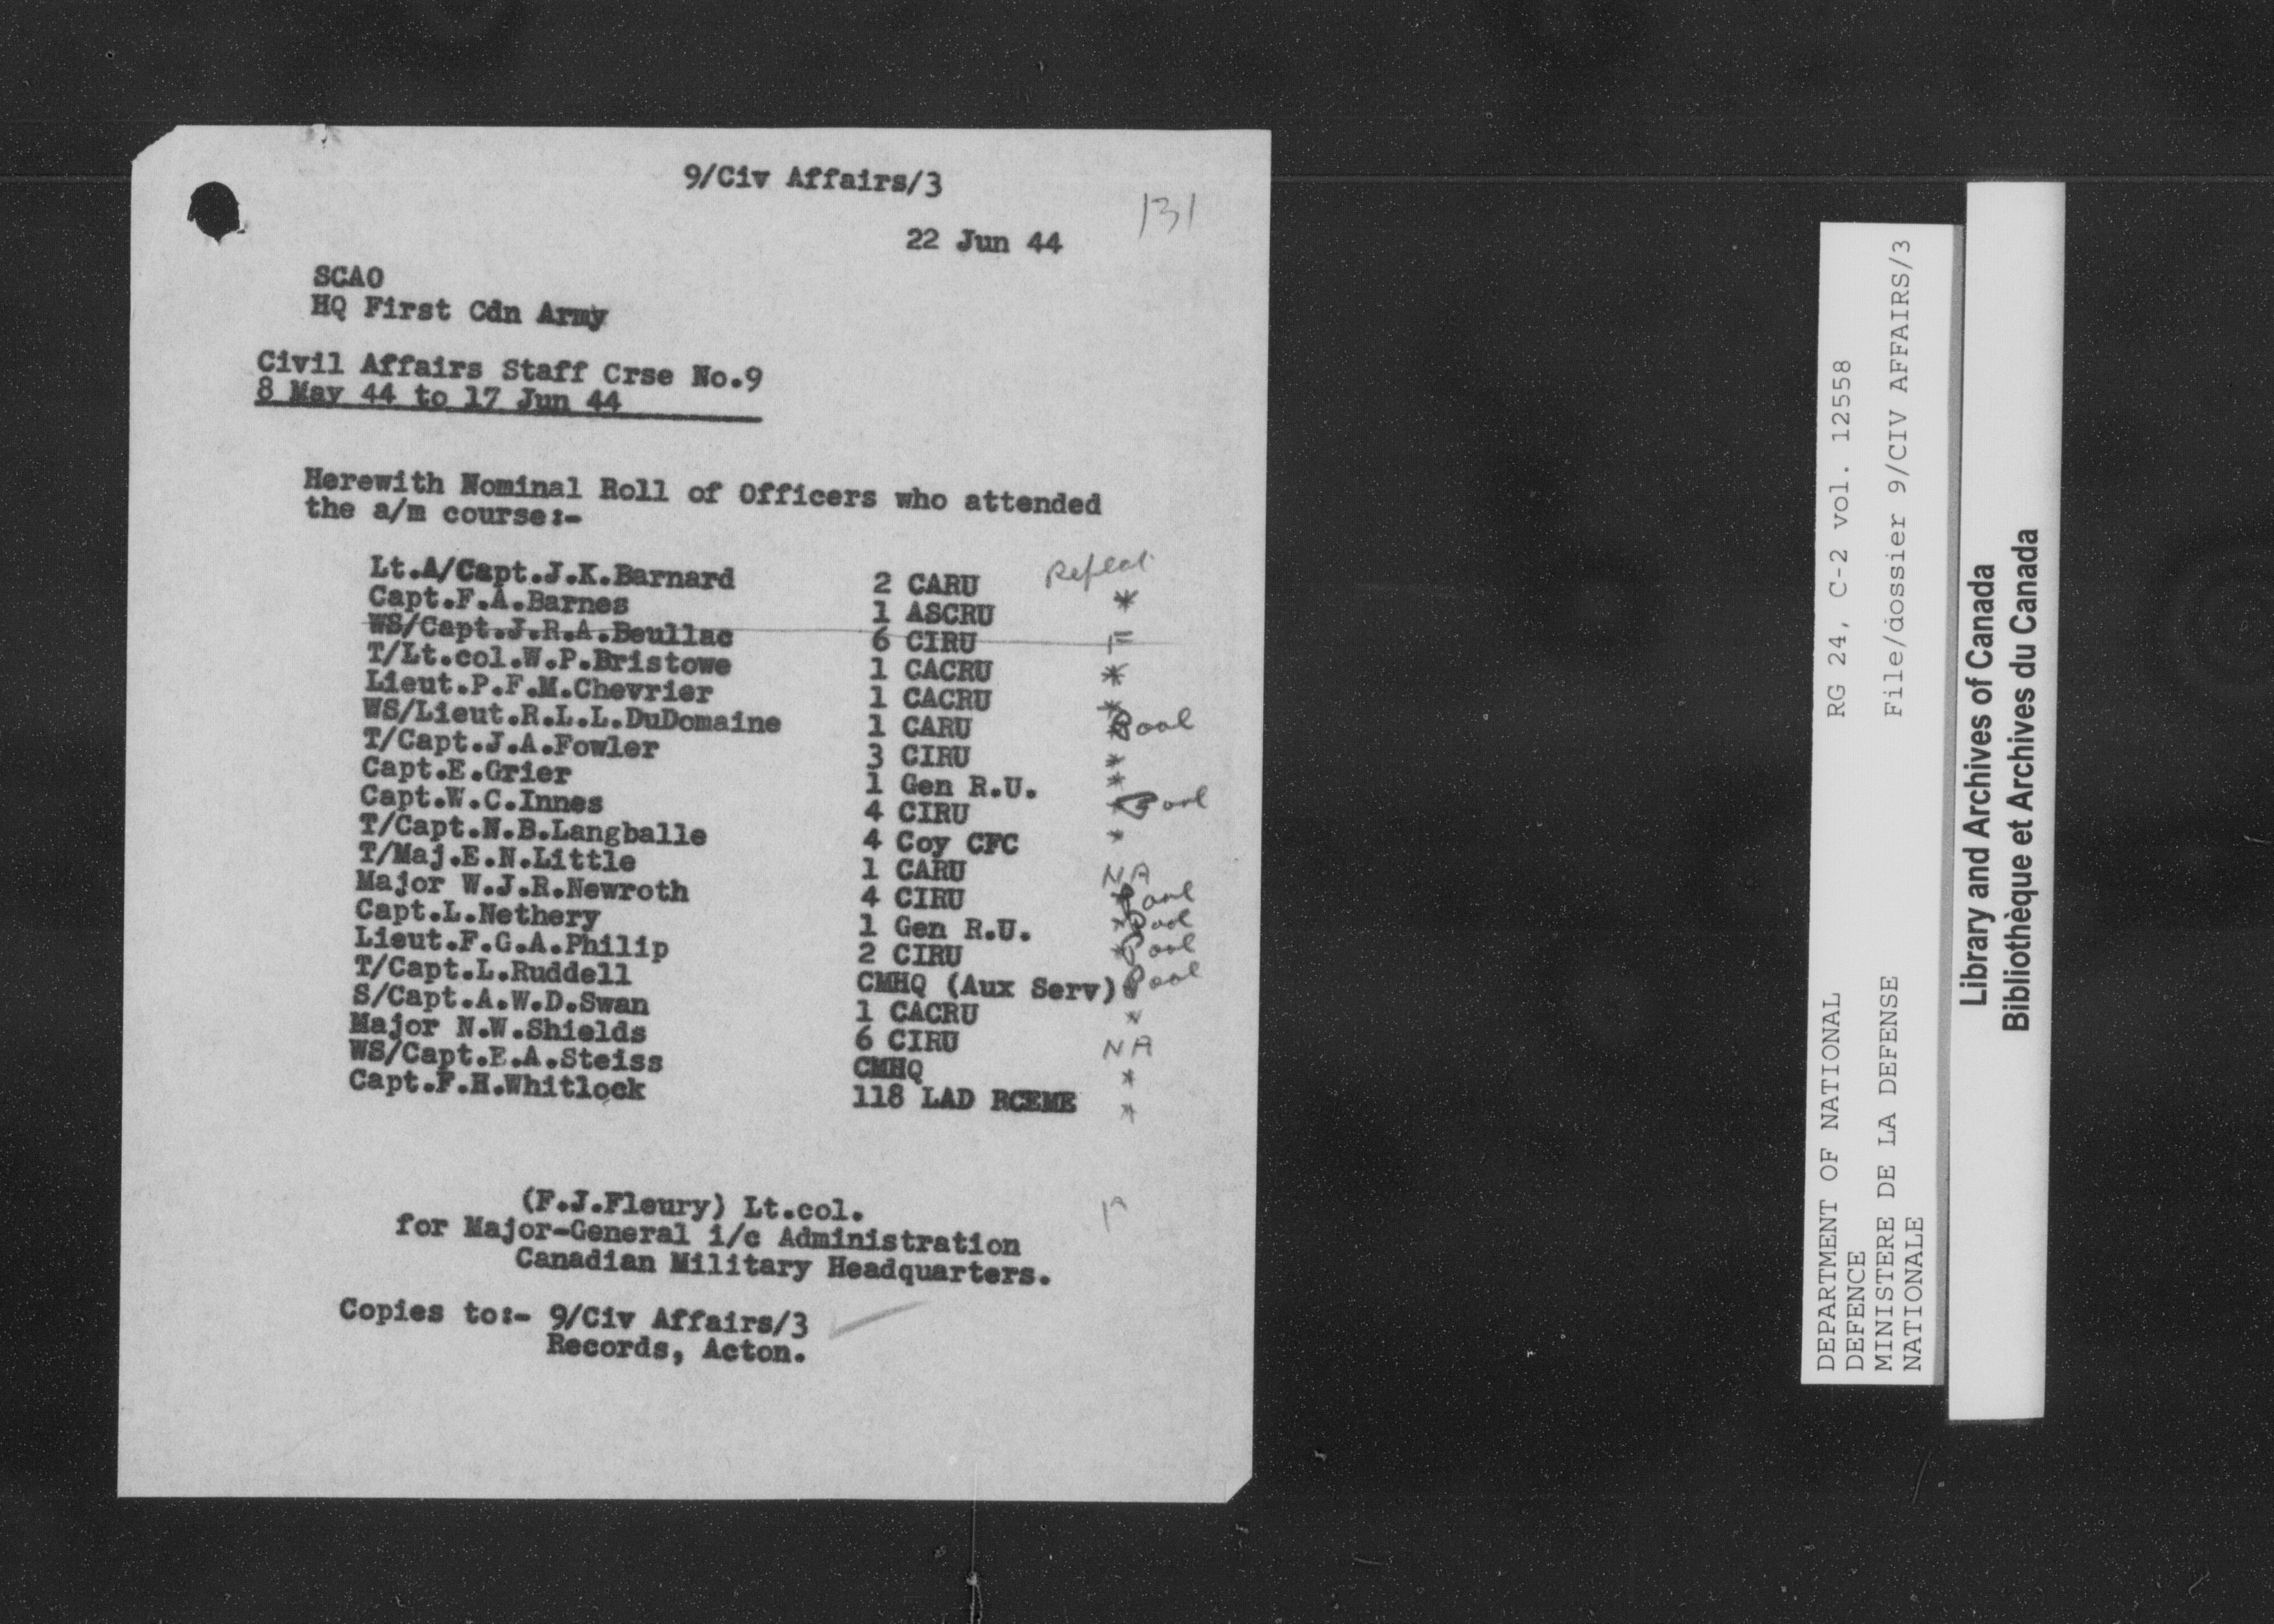 9/Civ Affairs/3
131
22 Jun 44
SCAO
HQ First Cdn Army
Civil Affairs Staff Crse No.9
8 May 44 to 17 Jun 44
Herewith Nominal Roll of Officers who attended
the a/m course:-
Lt.A/Capt.J.K.Barnard 2 CARU Repeat
Capt.F.A.Barnes 1 ASCRU *
WS/Capt.J.R.A.Beullac 6 CIRU
T/Lt.col.W.P.Bristowe 1 CACRU *
Lieut.P.F.M.Chevrier 1 CACRU *
WS/Lieut.R.L.L.DuDomaine 1 CARU * Pool
T/Capt.J.A.Fowler 3 CIRU *
Capt.E.Grier 1 Gen R.U. *
Capt.W.C.Innes 4 CIRU * Pool
T/Capt.N.B.Langballe 4 Coy CFC *
T/Maj.E.N.Little 1 CARU NA
Major W.J.R.Newroth 4 CIRU * Pool
Capt.L.Nethery 1 Gen R.U. * Pool
Lieut.F.G.A.Philip 2 CIRU * Pool
T/Capt.L.Ruddell CMHQ (Aux Serv) Pool
S/Capt.A.W.D.Swan 1 CACRU *
Major N.W.Shields 6 CIRU NA
WS/Capt.E.A.Steiss CMHQ *
Capt.F.H.Whitlock 118 LAD RCEME *
(F.J.Fleury) Lt.col.
for Major-General i/c Administration
Canadian Military Headquarters.
Copies to:- 9/Civ Affairs/3
Records, Acton.
DEPARTMENT OF NATIONAL RG 24, C-2 vol. 12558
DEFENCE
MINISTERE DE LA DEFENSE File/dossier 9/CIV AFFAIRS/3
NATIONALE
Library and Archives of Canada
Bibliothèque et Archives du Canada